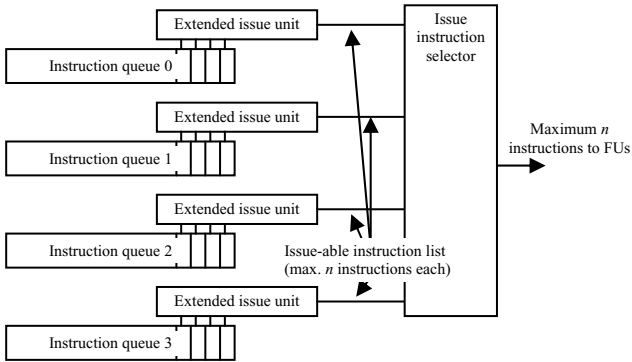 Extended issue unit
Instruction queue 0
Extended issue unit
Instruction queue 1
Extended issue unit
Instruction queue 2
Extended issue unit
Instruction queue 3
Issue
instruction
selector
Issue-able instruction list
(max. n instructions each)
Maximum n
instructions to FUs